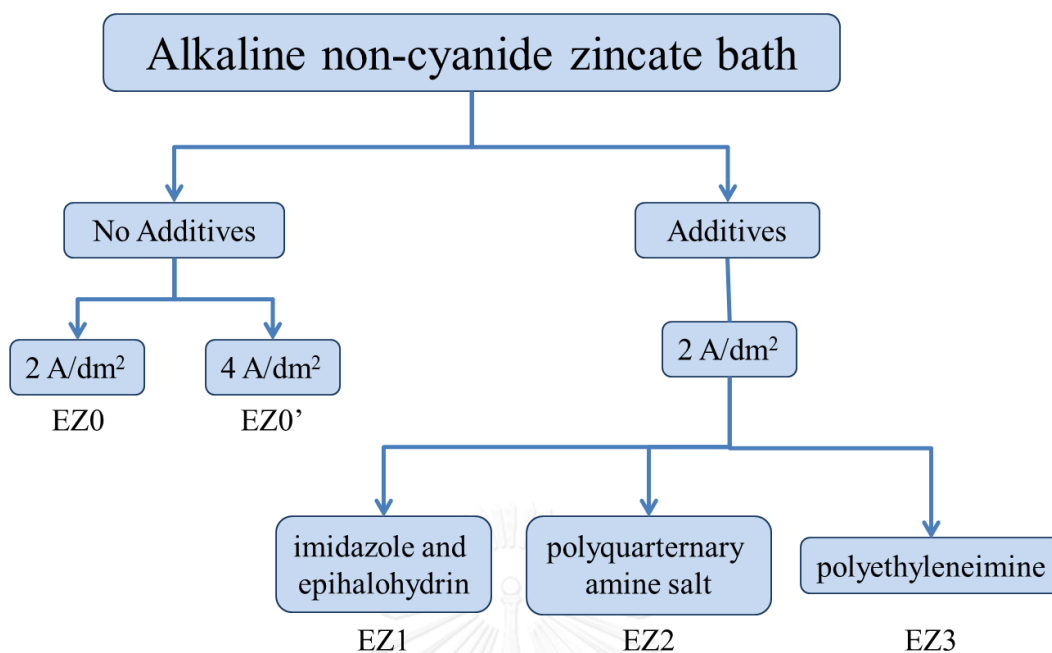 Alkaline non-cyanide zincate bath
No Additives
Additives
2 A/dm²
4 A/dm²
2 A/dm²
EZ0
EZ0’
imidazole and
epihalohydrin
polyquarternary
amine salt
polyethyleneimine
EZ1
EZ2
EZ3